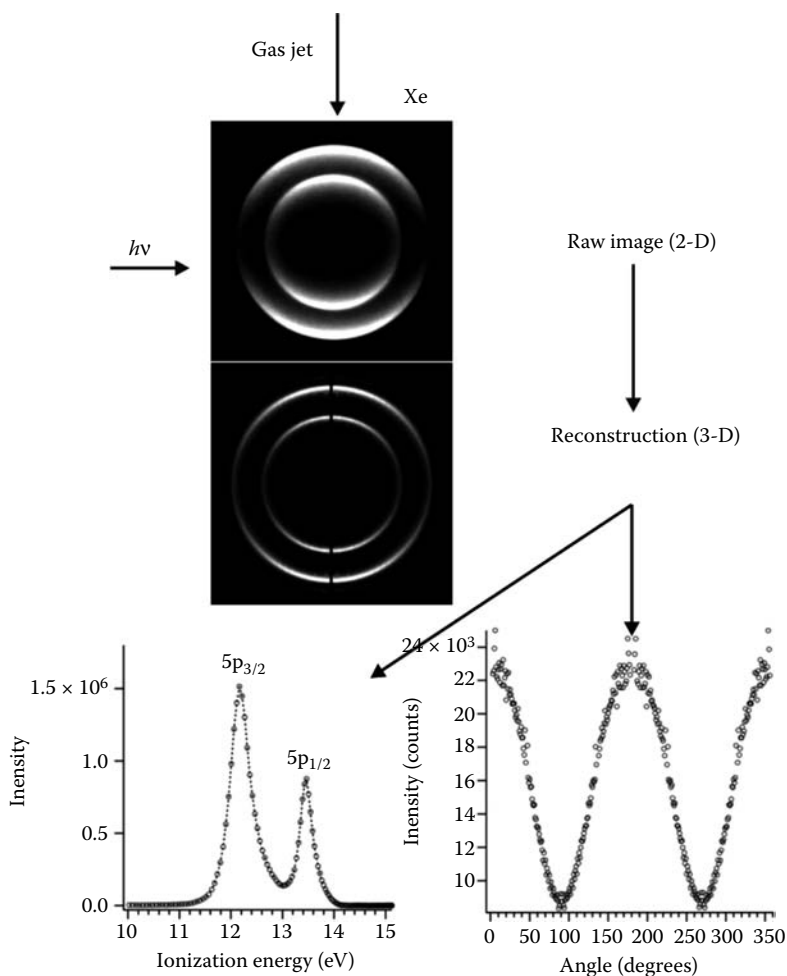 Gas jet
Xe
hν
Raw image (2-D)
Reconstruction (3-D)
5p3/2
5p1/2
1.5 × 10⁶
1.0
0.5
0.0
Inensity
10 11 12 13 14 15
Ionization energy (eV)
24 × 10³
22
20
18
16
14
12
10
Inensity (counts)
0 50 100 150 200 250 300 350
Angle (degrees)